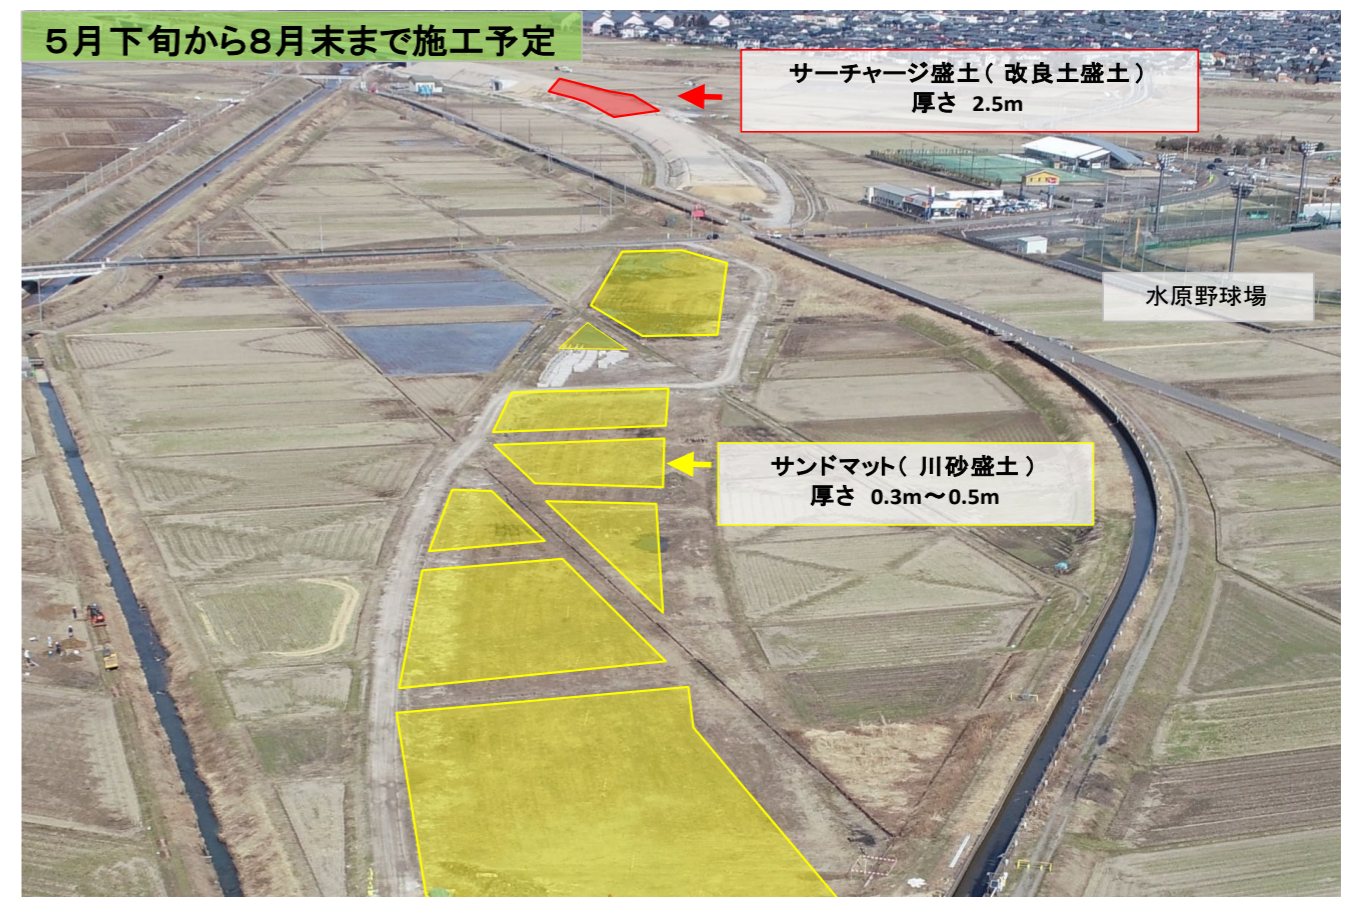 5月下旬から8月末まで施工予定
サーチャージ盛土（ 改良土盛土）
厚さ 2.5m
水原野球場
サンドマット（ 川砂盛土 ）
厚さ 0.3m～0.5m